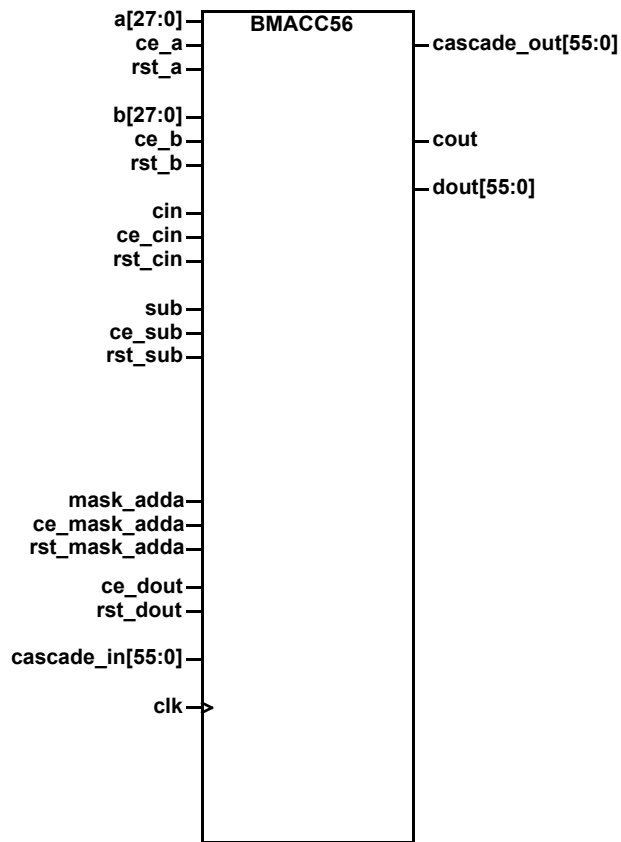 BMACC56
a[27:0]
ce_a
rst_a
b[27:0]
ce_b
rst_b
cin
ce_cin
rst_cin
sub
ce_sub
rst_sub
mask_adda
ce_mask_adda
rst_mask_adda
ce_dout
rst_dout
cascade_in[55:0]
clk
cascade_out[55:0]
cout
dout[55:0]